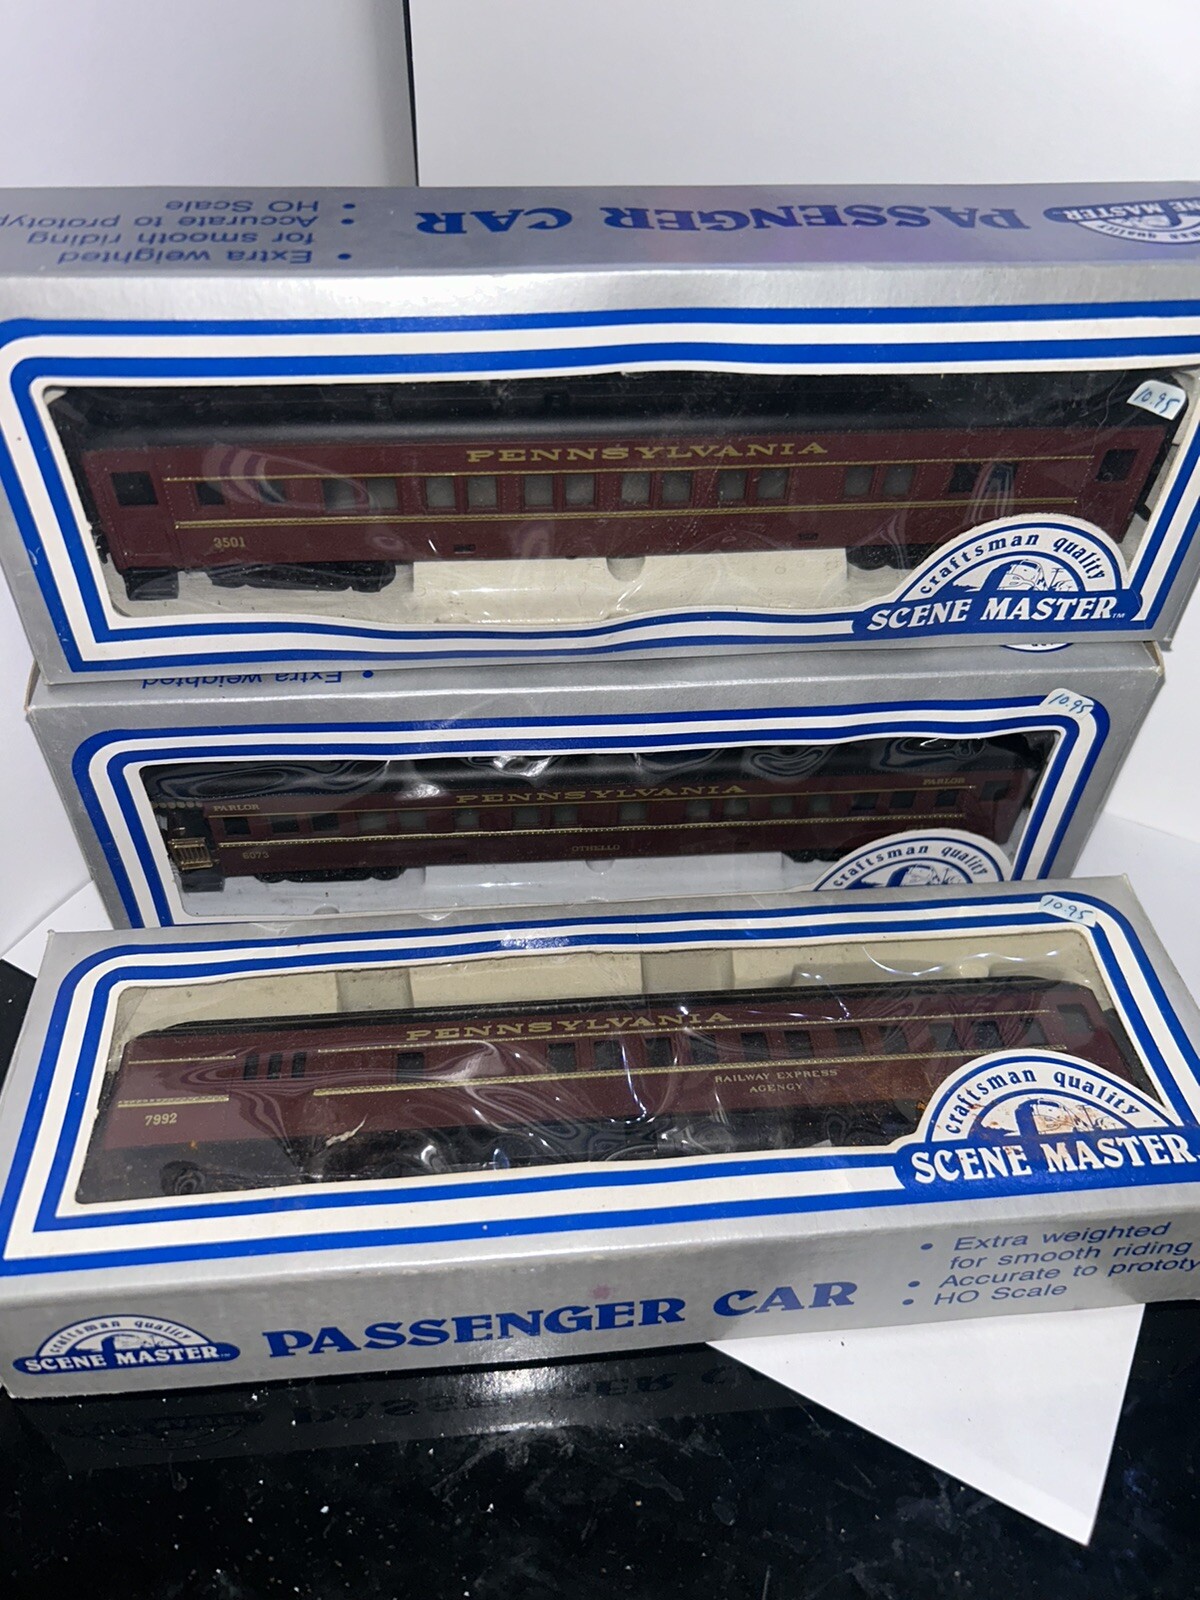 PASSENGER CAR
• Extra weighted
for smooth riding
• Accurate to prototyp
• HO Scale
10.95
PENNSYLVANIA
3501
craftsman quality
SCENE MASTER™
• Extra weighted
10.95
PARLOR
PENNSYLVANIA
PARLOR
6073
OTHELLO
craftsman quality
10.95
PENNSYLVANIA
RAILWAY EXPRESS
AGENCY
7992
craftsman quality
SCENE MASTER
craftsman quality
SCENE MASTER
PASSENGER CAR
• Extra weighted
for smooth riding
• Accurate to prototy
• HO Scale